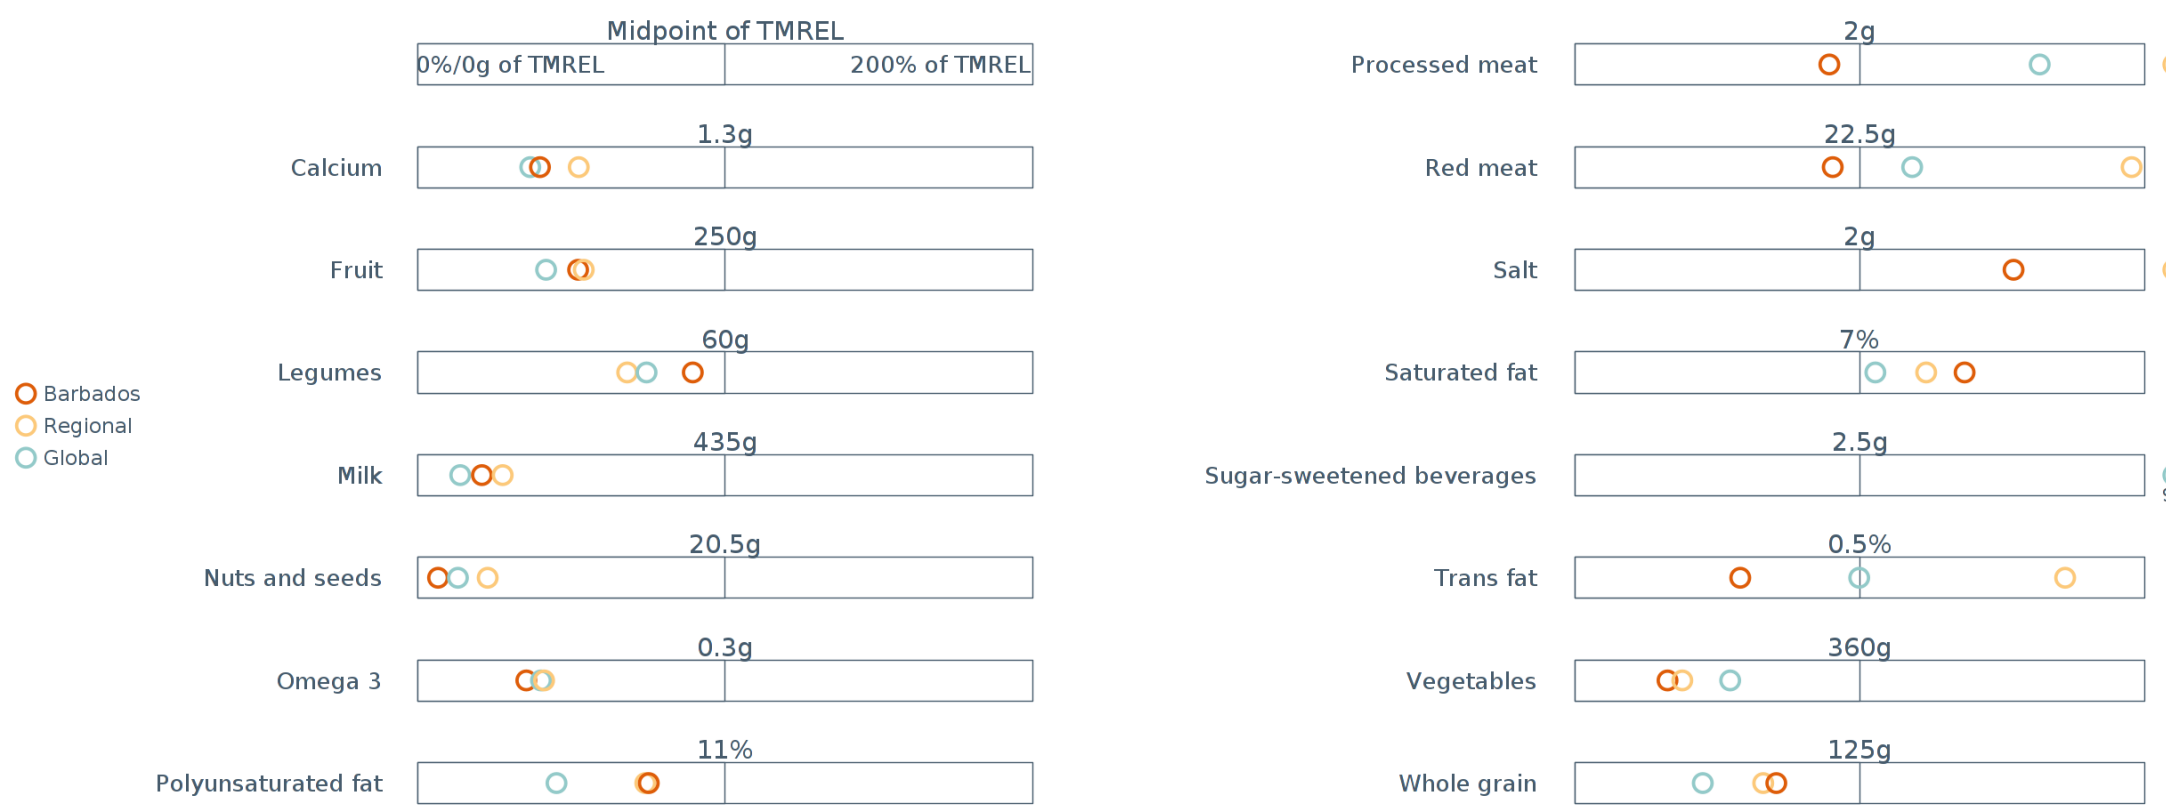 Midpoint of TMREL
0%/0g of TMREL 200% of TMREL
1.3g
Calcium
250g
Fruit
60g
Legumes
435g
Milk
20.5g
Nuts and seeds
0.3g
Omega 3
11%
Polyunsaturated fat
Barbados
Regional
Global
2g
Processed meat
22.5g
Red meat
2g
Salt
7%
Saturated fat
2.5g
Sugar-sweetened beverages
0.5%
Trans fat
360g
Vegetables
125g
Whole grain